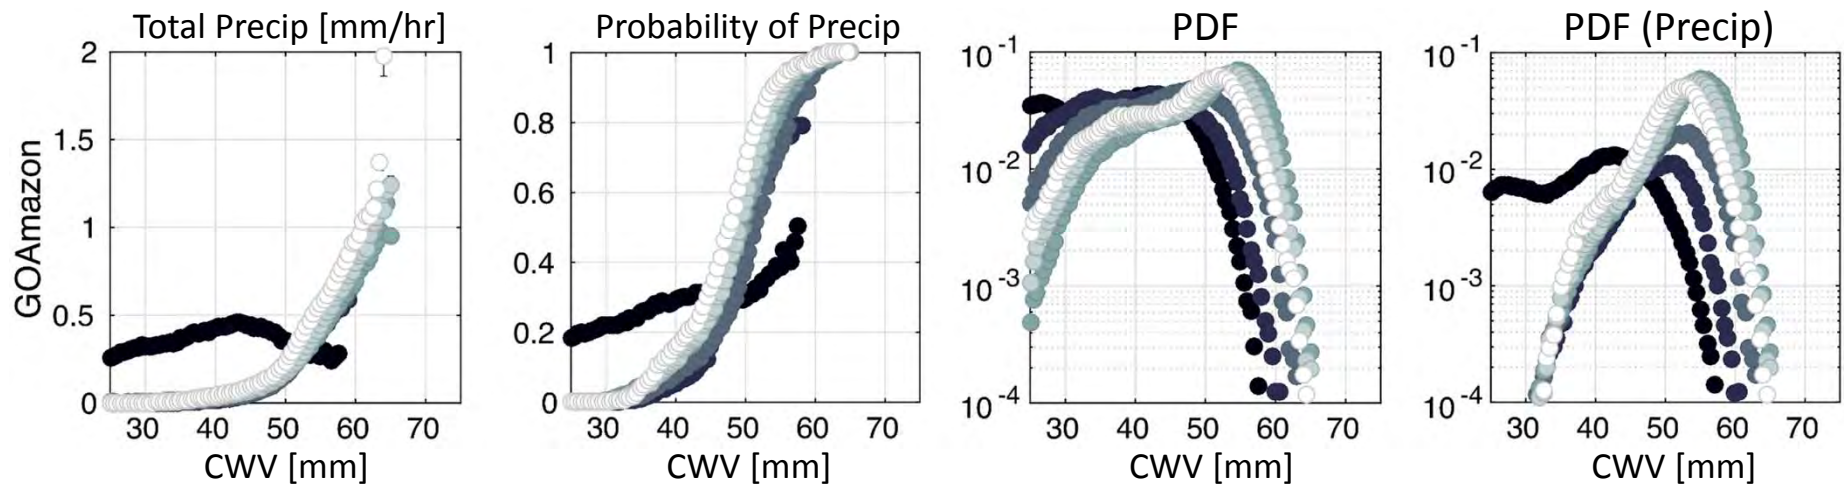 Total Precip [mm/hr]
Probability of Precip
PDF
PDF (Precip)
GOAmazon
2
1.5
1
0.5
0
30 40 50 60 70
CWV [mm]
1
0.8
0.6
0.4
0.2
0
30 40 50 60 70
CWV [mm]
10⁻¹
10⁻²
10⁻³
10⁻⁴
30 40 50 60 70
CWV [mm]
10⁻¹
10⁻²
10⁻³
10⁻⁴
30 40 50 60 70
CWV [mm]